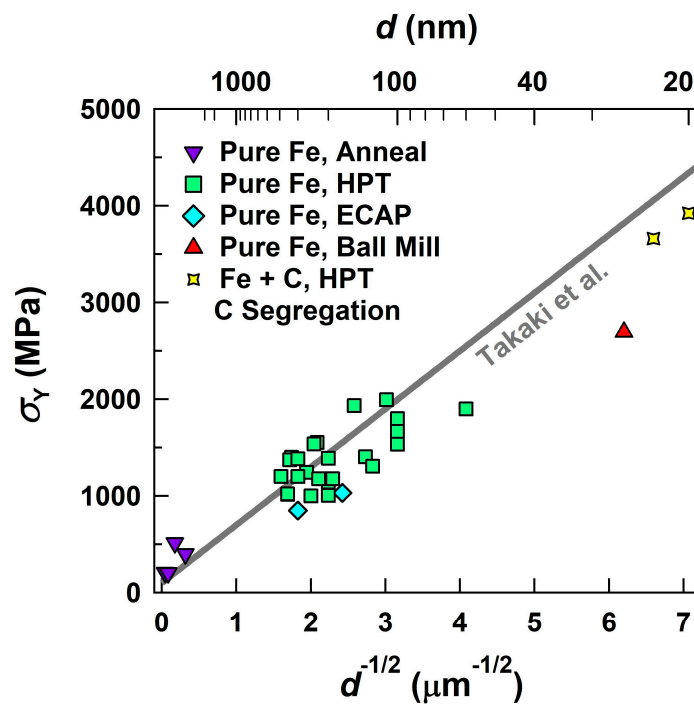 d (nm)
1000 100 40 20
5000
4000
3000
2000
1000
0
σY (MPa)
Pure Fe, Anneal
Pure Fe, HPT
Pure Fe, ECAP
Pure Fe, Ball Mill
Fe + C, HPT
C Segregation
Takaki et al.
0 1 2 3 4 5 6 7
d-1/2 (μm-1/2)